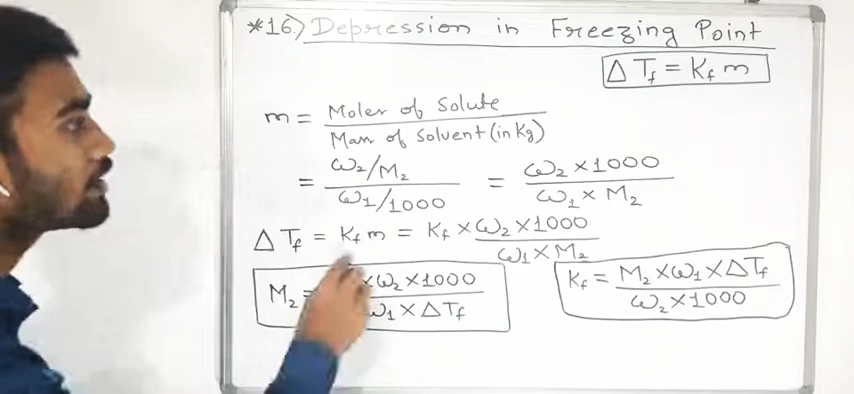 *16.) Depression in Freezing Point
ΔTf = Kf m
m = Moles of Solute / Mass of Solvent (in Kg)
= ω2/M2 / ω1/1000 = ω2 × 1000 / ω1 × M2
ΔTf = Kf m = Kf × ω2 × 1000 / ω1 × M2
M2 = × ω2 × 1000 / ω1 × ΔTf
Kf = M2 × ω1 × ΔTf / ω2 × 1000